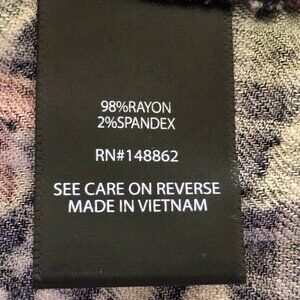 98%RAYON
2%SPANDEX
RN#148862
SEE CARE ON REVERSE
MADE IN VIETNAM